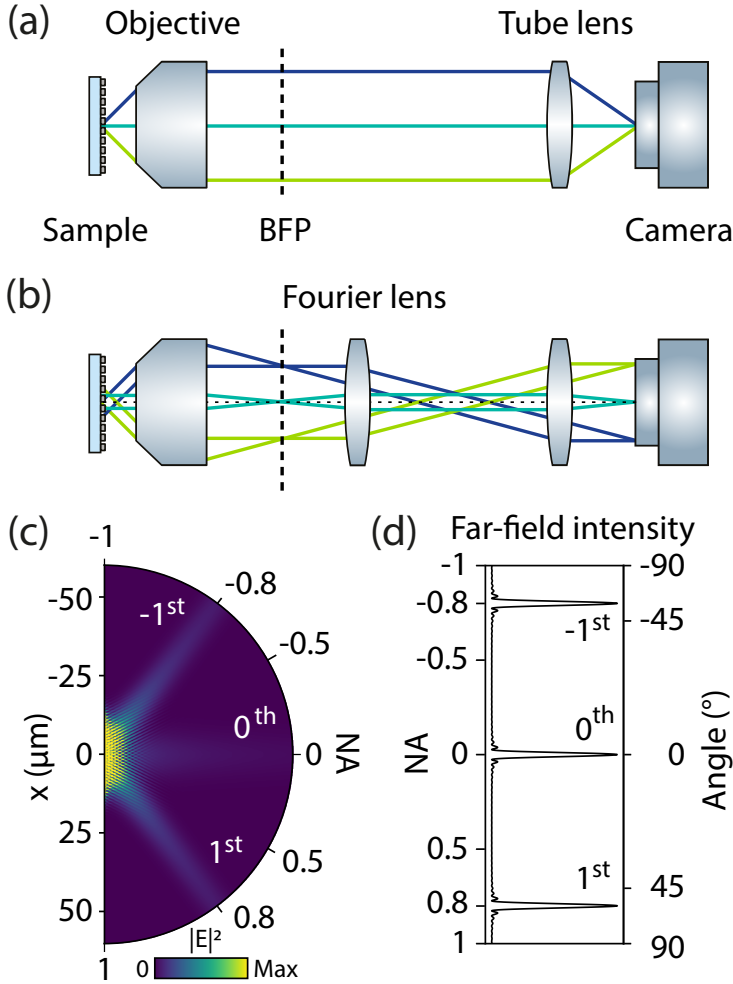 (a)
Objective
Tube lens
Sample
BFP
Camera
(b)
Fourier lens
(c)
-1
-50
-25
0
25
50
x (µm)
1
-0.8
-0.5
0
0.5
0.8
NA
-1st
0th
1st
|E|²
0
Max
(d)
Far-field intensity
-1
-0.8
-0.5
0
0.5
0.8
1
NA
-1st
0th
1st
-90
-45
0
45
90
Angle (°)